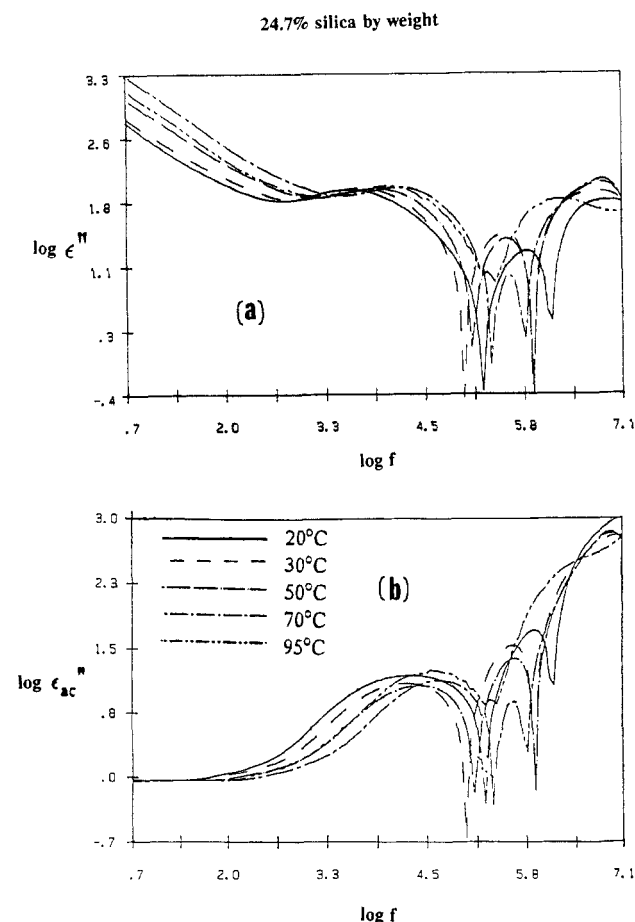 24.7% silica by weight
3.3
2.6
1.8
1.1
.3
-.4
log ϵ"
(a)
.7 2.0 3.3 4.5 5.8 7.1
log f
3.0
2.3
1.5
.8
.0
-.7
log ϵac"
20°C
30°C
50°C
70°C
95°C
(b)
.7 2.0 3.3 4.5 5.8 7.1
log f